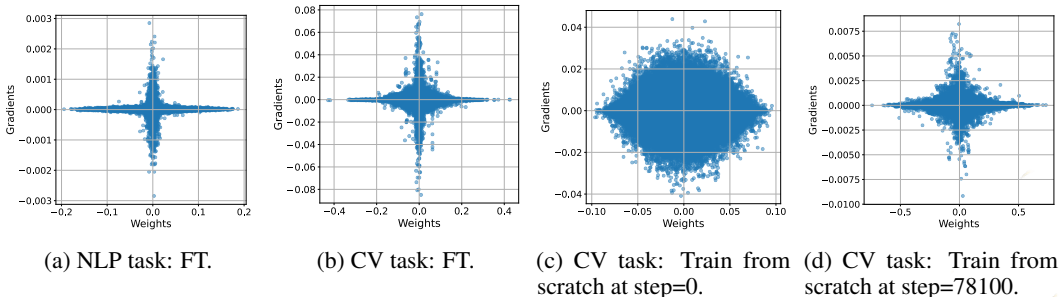 0.003
0.002
0.001
0.000
−0.001
−0.002
−0.003
Gradients
−0.2 −0.1 0.0 0.1 0.2
Weights
0.08
0.06
0.04
0.02
0.00
−0.02
−0.04
−0.06
−0.08
Gradients
−0.4 −0.2 0.0 0.2 0.4
Weights
0.04
0.02
0.00
−0.02
−0.04
Gradients
−0.10 −0.05 0.00 0.05 0.10
Weights
0.0075
0.0050
0.0025
0.0000
−0.0025
−0.0050
−0.0075
−0.0100
Gradients
−0.5 0.0 0.5
Weights
(a) NLP task: FT.
(b) CV task: FT.
(c) CV task: Train from
scratch at step=0.
(d) CV task: Train from
scratch at step=78100.